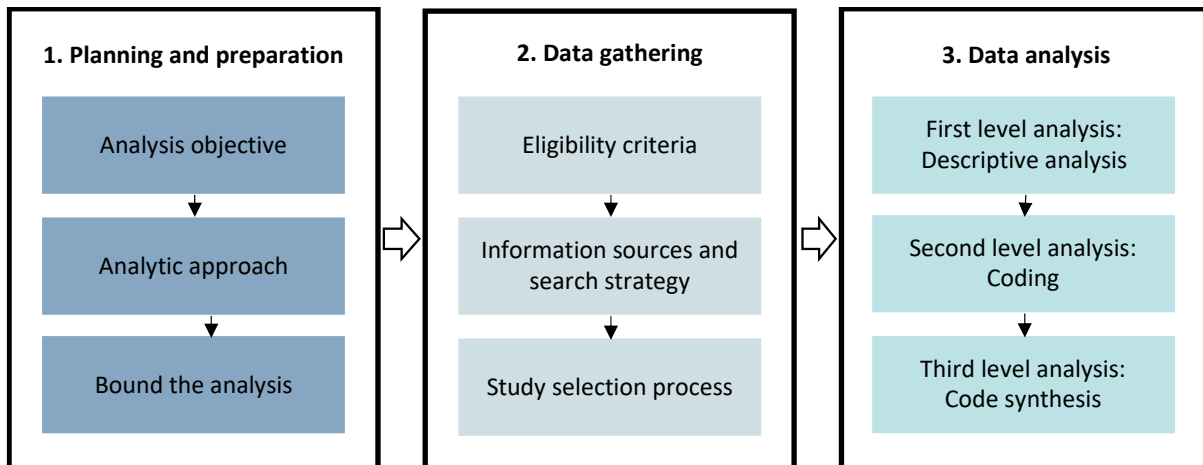 1. Planning and preparation
Analysis objective
Analytic approach
Bound the analysis
2. Data gathering
Eligibility criteria
Information sources and
search strategy
Study selection process
3. Data analysis
First level analysis:
Descriptive analysis
Second level analysis:
Coding
Third level analysis:
Code synthesis